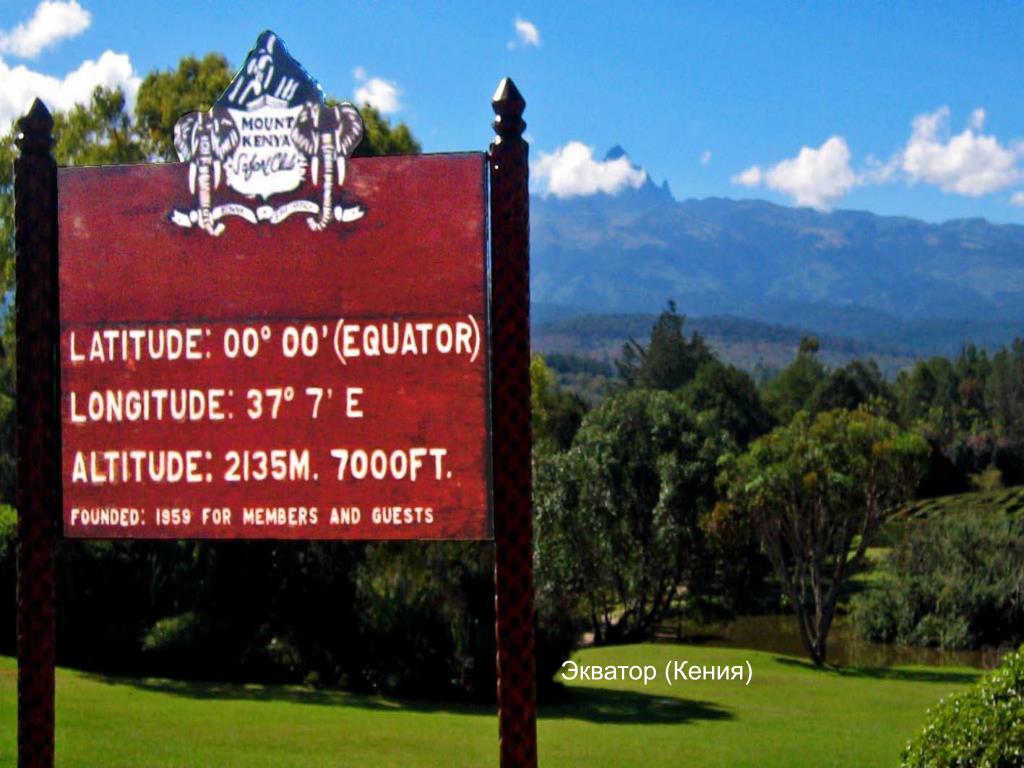 MOUNT
KENYA
Safari Club
LATITUDE: 00° 00' (EQUATOR)
LONGITUDE: 37° 7' E
ALTITUDE: 2135M. 7000FT.
FOUNDED: 1959 FOR MEMBERS AND GUESTS
Экватор (Кения)